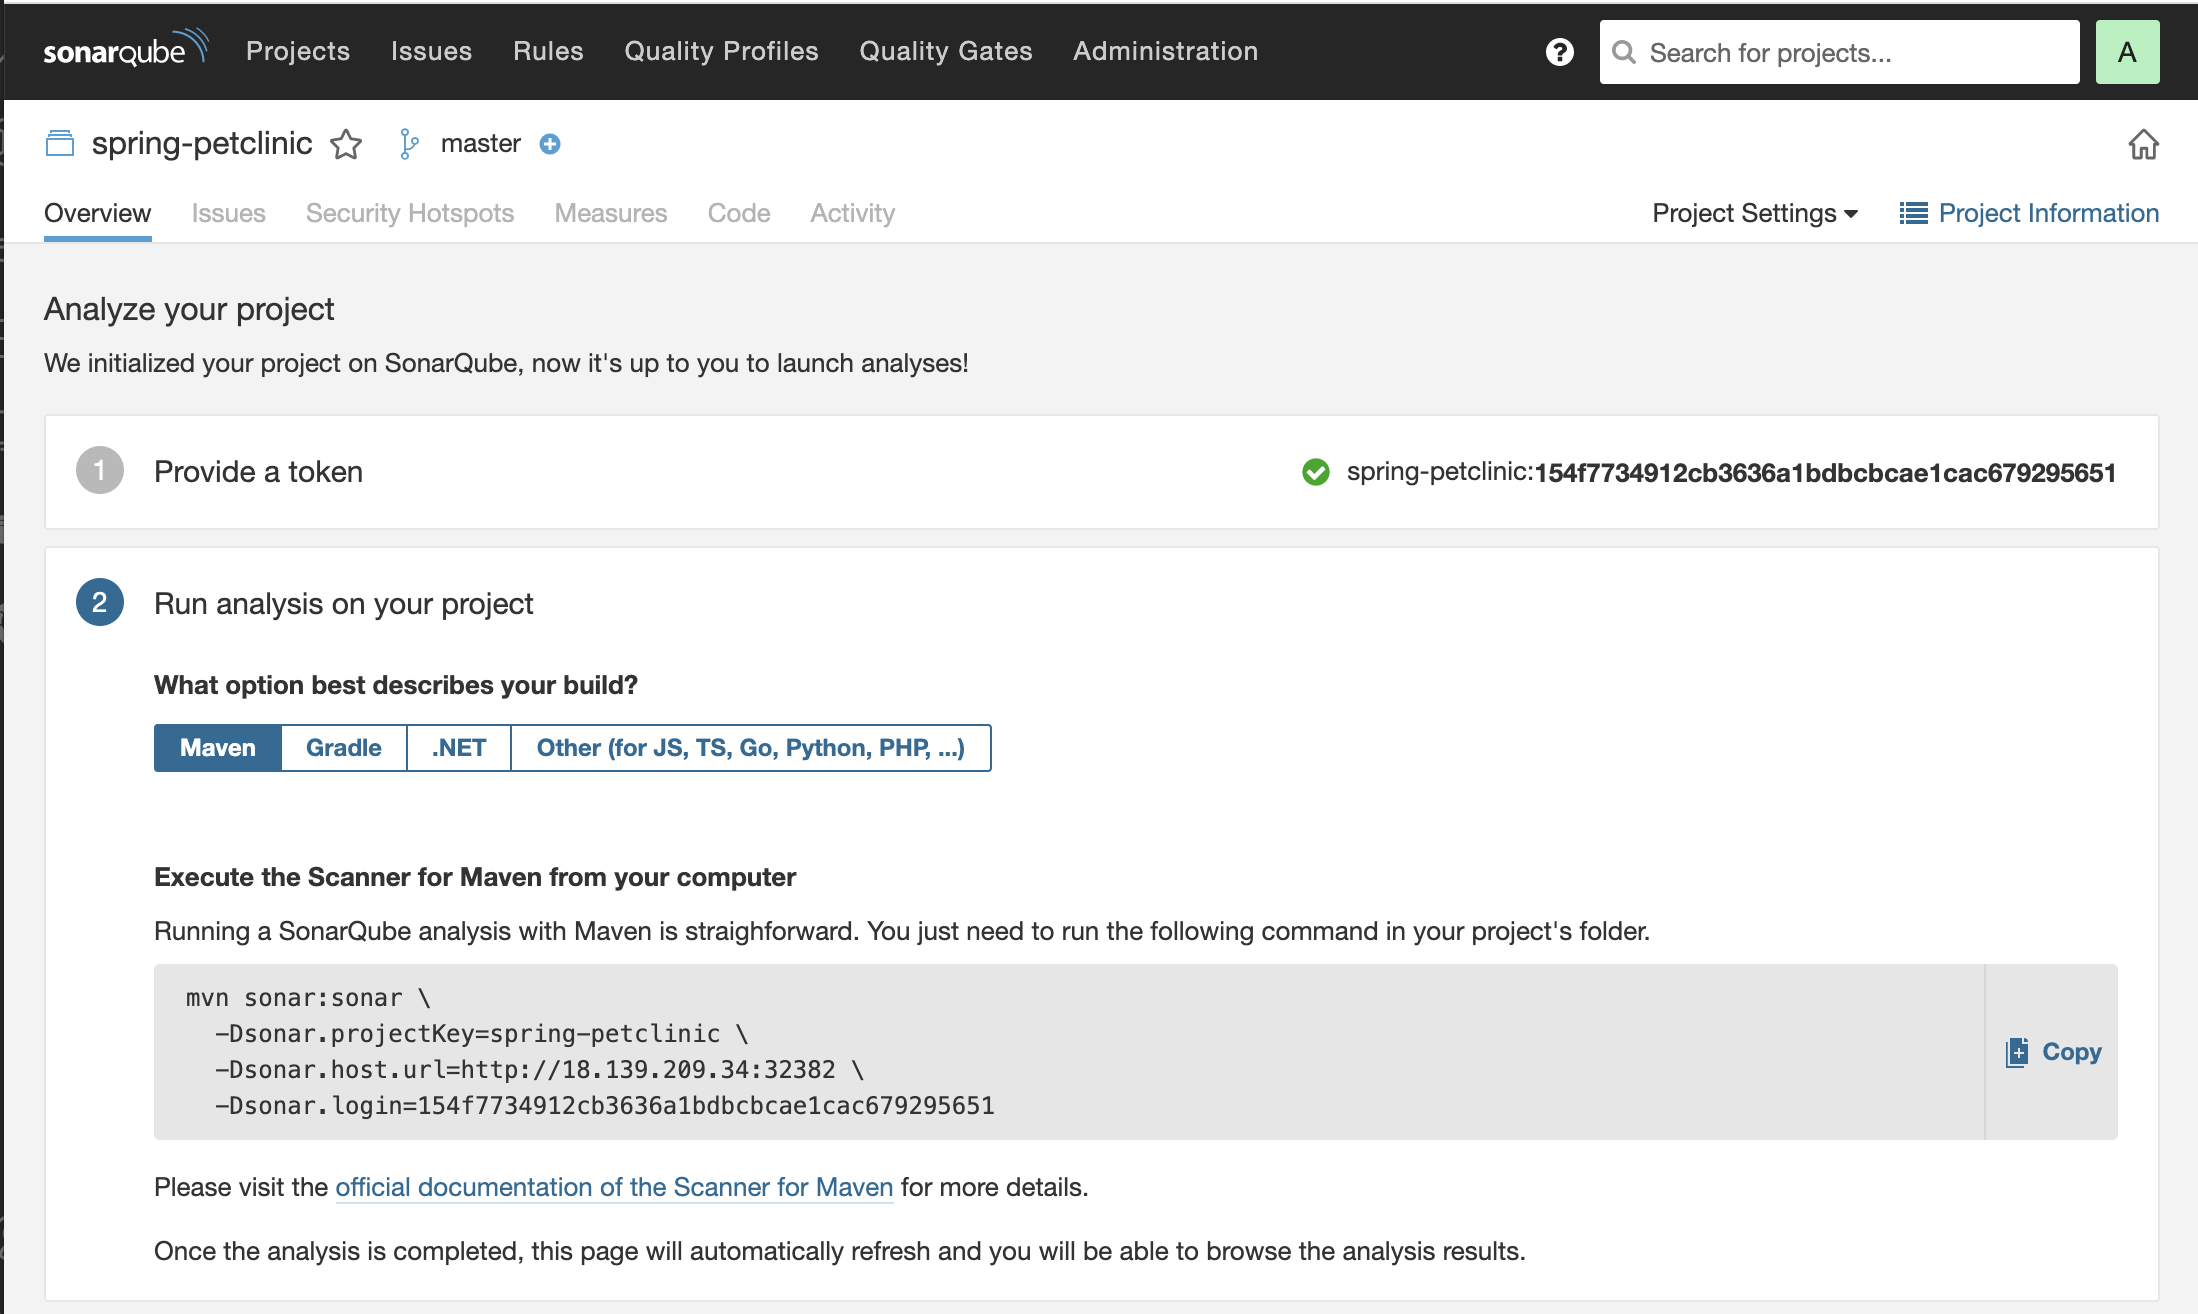 sonarqube Projects Issues Rules Quality Profiles Quality Gates Administration ? Search for projects... A
spring-petclinic master
Overview Issues Security Hotspots Measures Code Activity Project Settings Project Information
Analyze your project
We initialized your project on SonarQube, now it's up to you to launch analyses!
1 Provide a token spring-petclinic:154f7734912cb3636a1bdbcbcae1cac679295651
2 Run analysis on your project
What option best describes your build?
Maven Gradle .NET Other (for JS, TS, Go, Python, PHP, ...)
Execute the Scanner for Maven from your computer
Running a SonarQube analysis with Maven is straighforward. You just need to run the following command in your project's folder.
mvn sonar:sonar \
-Dsonar.projectKey=spring-petclinic \
-Dsonar.host.url=http://18.139.209.34:32382 \
-Dsonar.login=154f7734912cb3636a1bdbcbcae1cac679295651
Copy
Please visit the official documentation of the Scanner for Maven for more details.
Once the analysis is completed, this page will automatically refresh and you will be able to browse the analysis results.